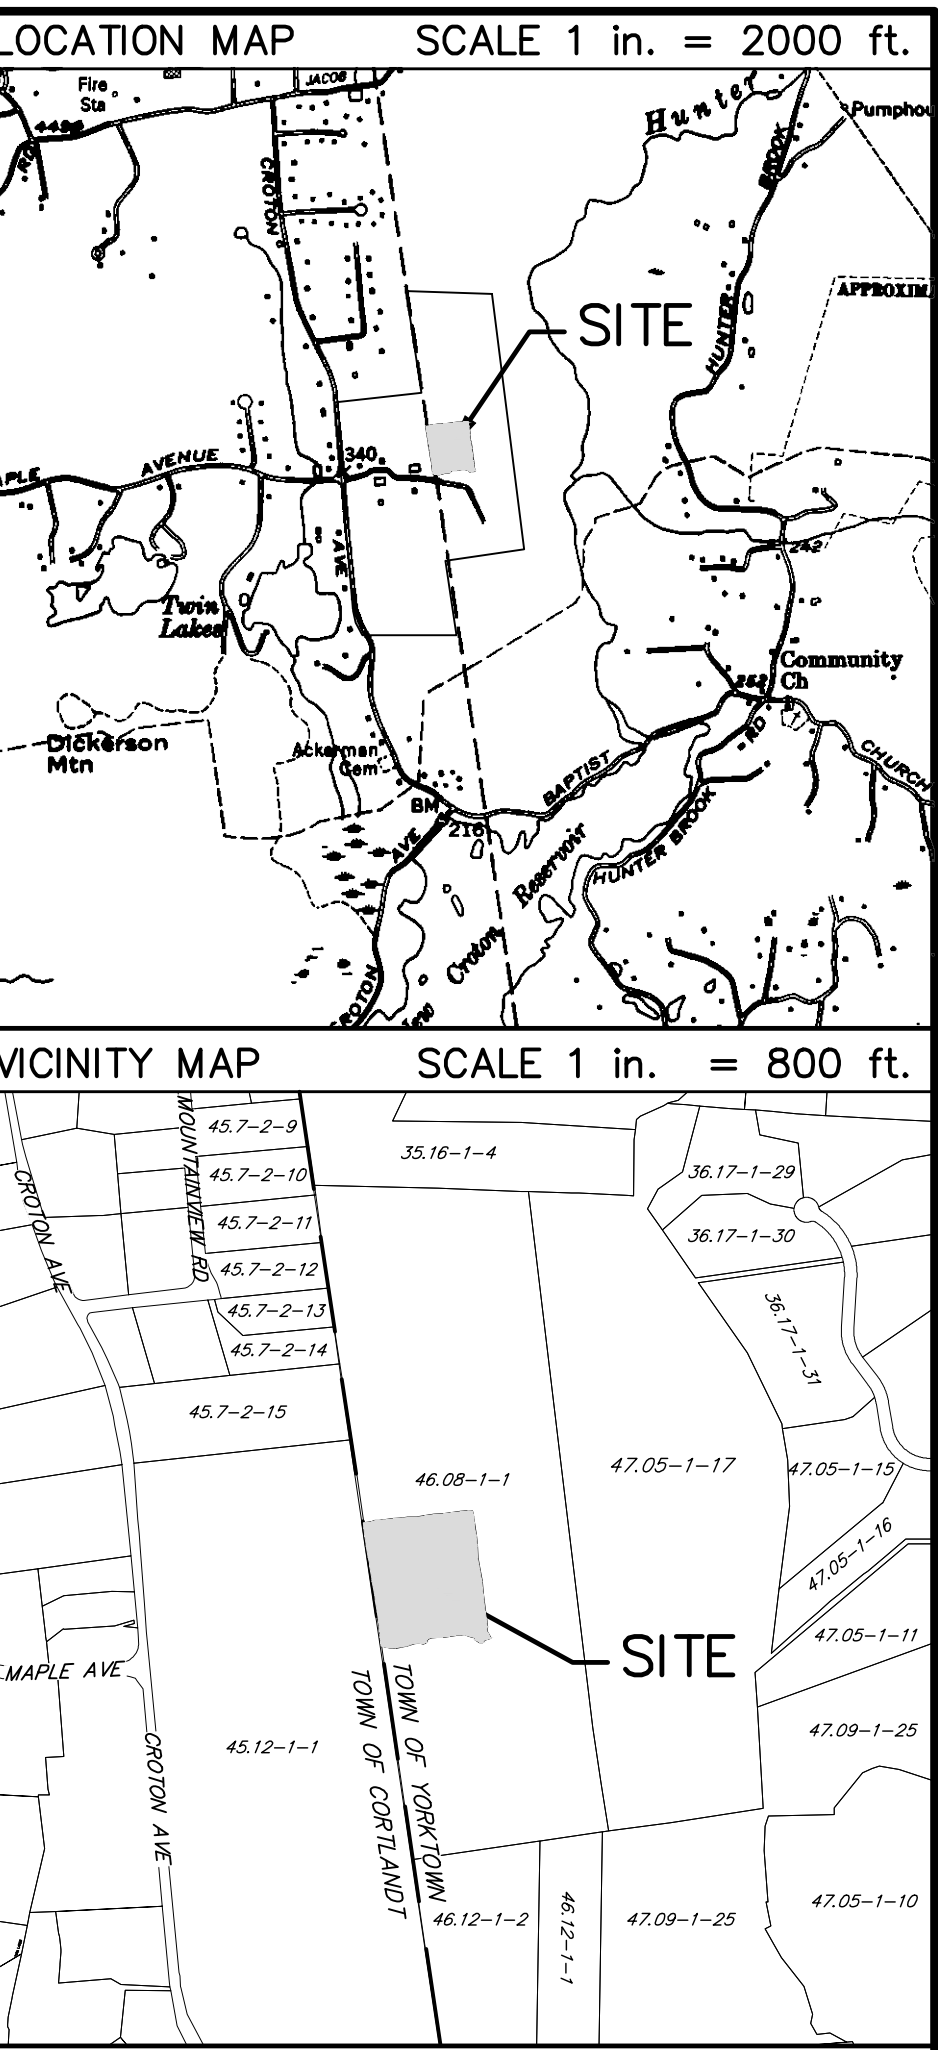 LOCATION MAP SCALE 1 in. = 2000 ft.
JACOB
Fire
Sta
RD
CROTON
Hunter
BROOK
Pumphou
HUNTER
APPROXIM
SITE
340
APLE AVENUE
AVE
242
Twin
Lakes
Community
Ch
252
RD
Dickerson
Mtn
Ackerman
Cem
BM
216
AVE
BAPTIST
CHURCH
HUNTER BROOK
Reservoir
Croton
ROTON
VICINITY MAP SCALE 1 in. = 800 ft.
MOUNTAINVIEW RD
CROTON AVE
45.7-2-9
45.7-2-10
45.7-2-11
45.7-2-12
45.7-2-13
45.7-2-14
45.7-2-15
35.16-1-4
36.17-1-29
36.17-1-30
36.17-1-31
46.08-1-1
47.05-1-17
47.05-1-15
47.05-1-16
47.05-1-11
SITE
MAPLE AVE
CROTON AVE
45.12-1-1
TOWN OF YORKTOWN
TOWN OF CORTLANDT
47.09-1-25
46.12-1-2
46.12-1-1
47.09-1-25
47.05-1-10